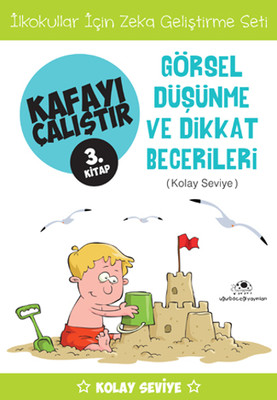 İlkokullar İçin Zeka Geliştirme Seti
KAFAYI
ÇALIŞTIR
3.
KİTAP
GÖRSEL
DÜŞÜNME
VE DİKKAT
BECERİLERİ
(Kolay Seviye)
uğurböceğiyayınları
KOLAY SEVİYE